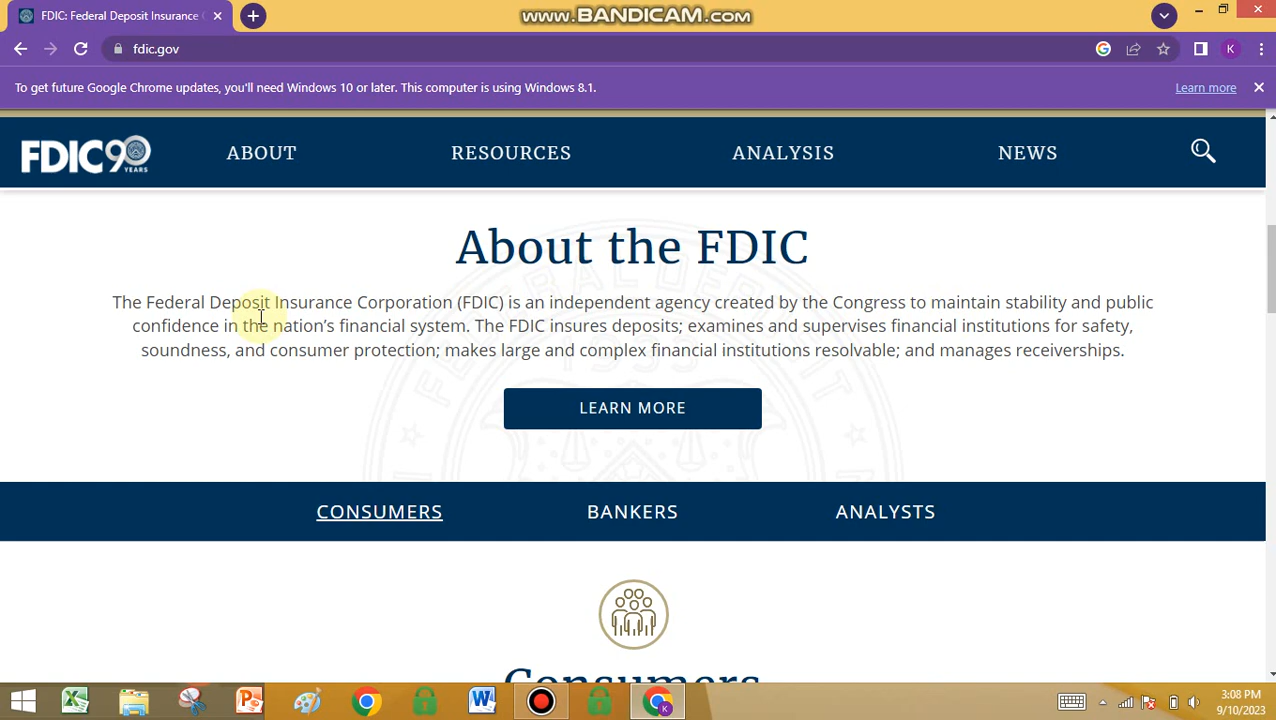 FDIC: Federal Deposit Insurance C
www.BANDICAM.com
fdic.gov
K
To get future Google Chrome updates, you'll need Windows 10 or later. This computer is using Windows 8.1.
Learn more
FDIC90 YEARS
ABOUT
RESOURCES
ANALYSIS
NEWS
About the FDIC
The Federal Deposit Insurance Corporation (FDIC) is an independent agency created by the Congress to maintain stability and public
confidence in the nation's financial system. The FDIC insures deposits; examines and supervises financial institutions for safety,
soundness, and consumer protection; makes large and complex financial institutions resolvable; and manages receiverships.
LEARN MORE
CONSUMERS
BANKERS
ANALYSTS
Consumers
3:08 PM
9/10/2023